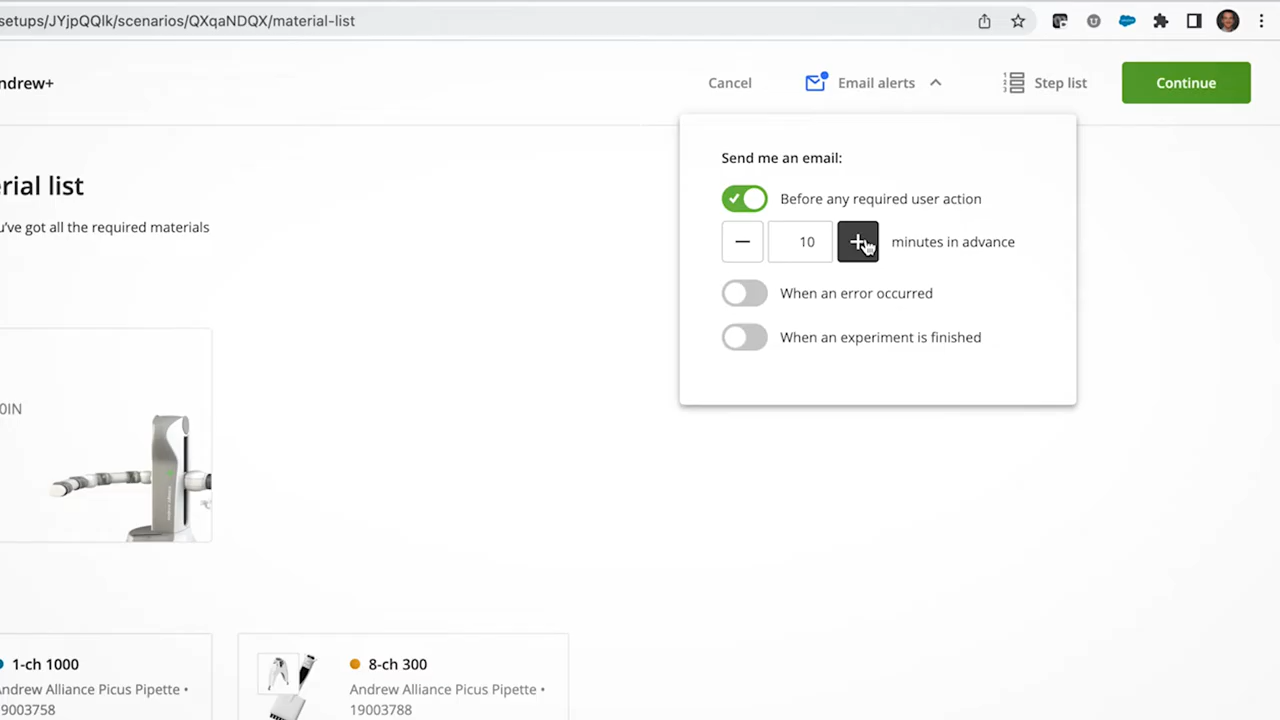 setups/JYjpQQlk/scenarios/QXqaNDQX/material-list
ndrew+
Cancel
Email alerts
Step list
Continue
Send me an email:
Before any required user action
10
minutes in advance
When an error occurred
When an experiment is finished
erial list
u've got all the required materials
0IN
1-ch 1000
Andrew Alliance Picus Pipette •
19003758
8-ch 300
Andrew Alliance Picus Pipette •
19003788